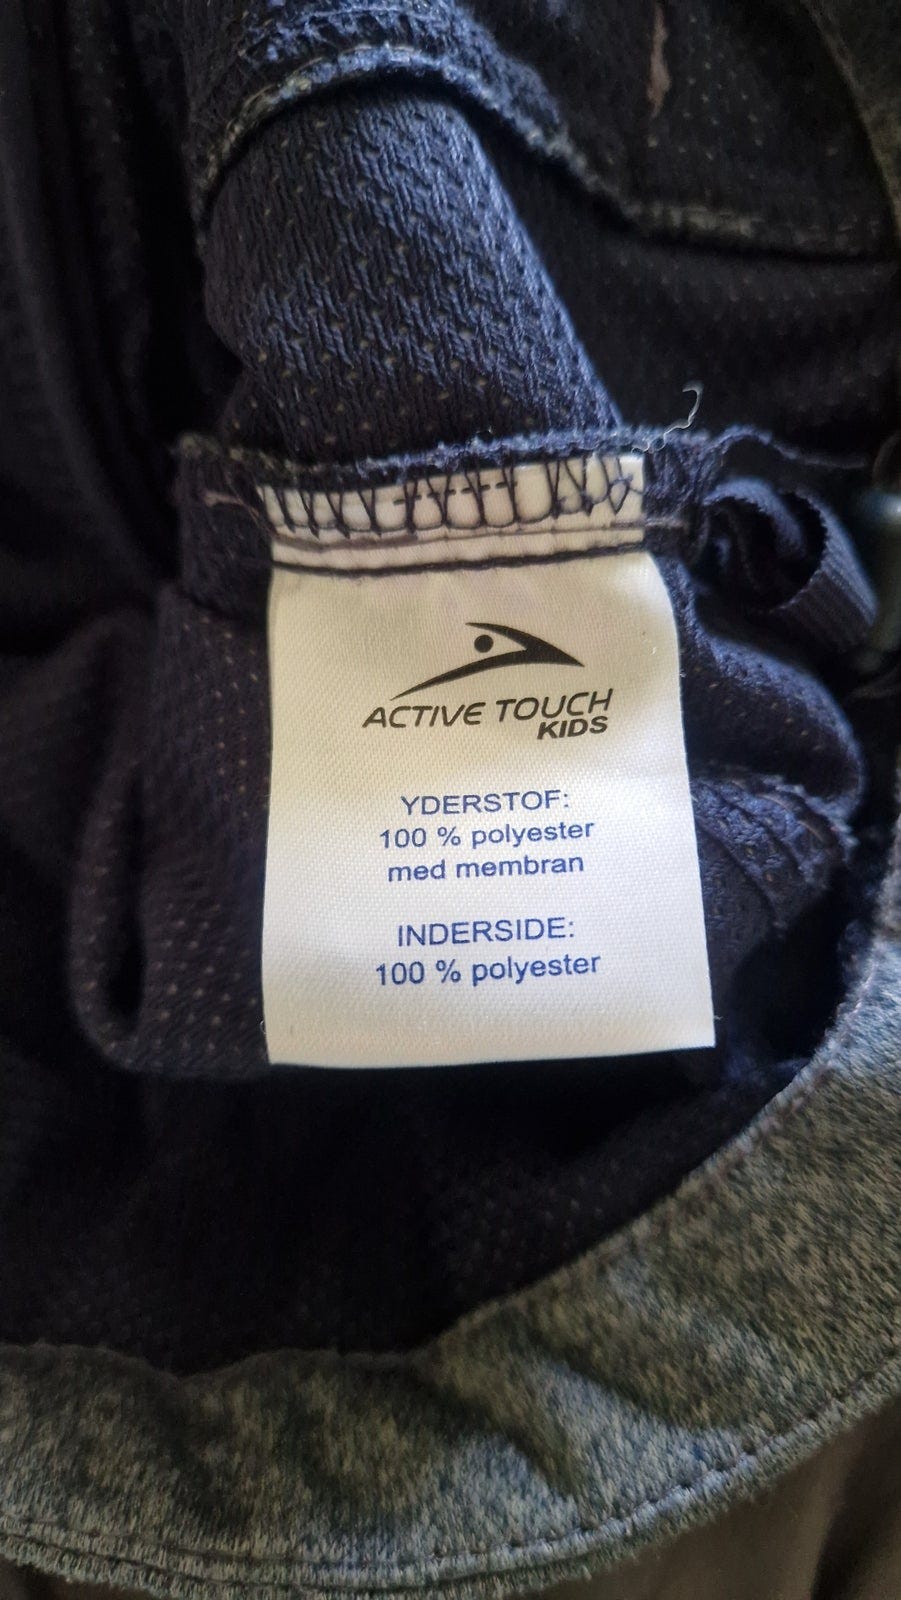 ACTIVE TOUCH
KIDS
YDERSTOF:
100 % polyester
med membran
INDERSIDE:
100 % polyester